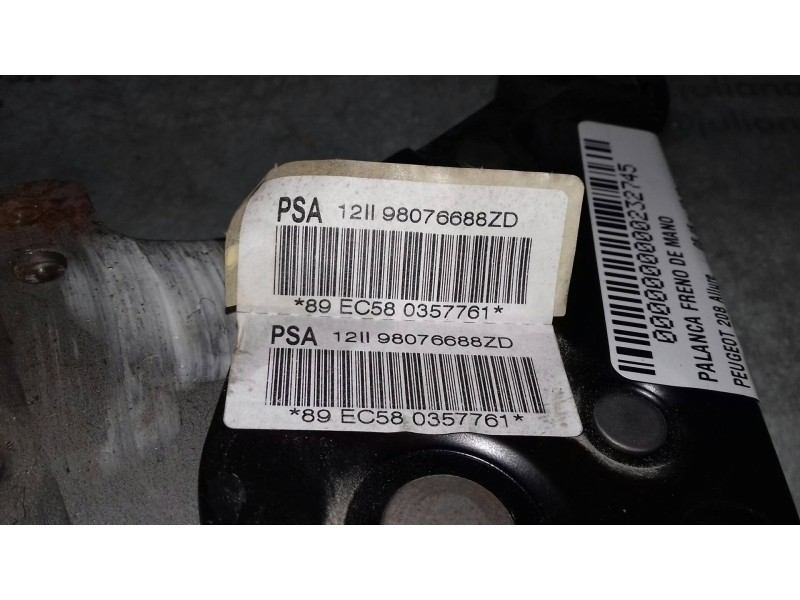 PSA 12II 98076688ZD
*89 EC58 0357761*
PSA 12II 98076688ZD
*89 EC58 0357761*
0000000000000232745
PALANCA FRENO DE MANO
PEUGEOT 208 Allure